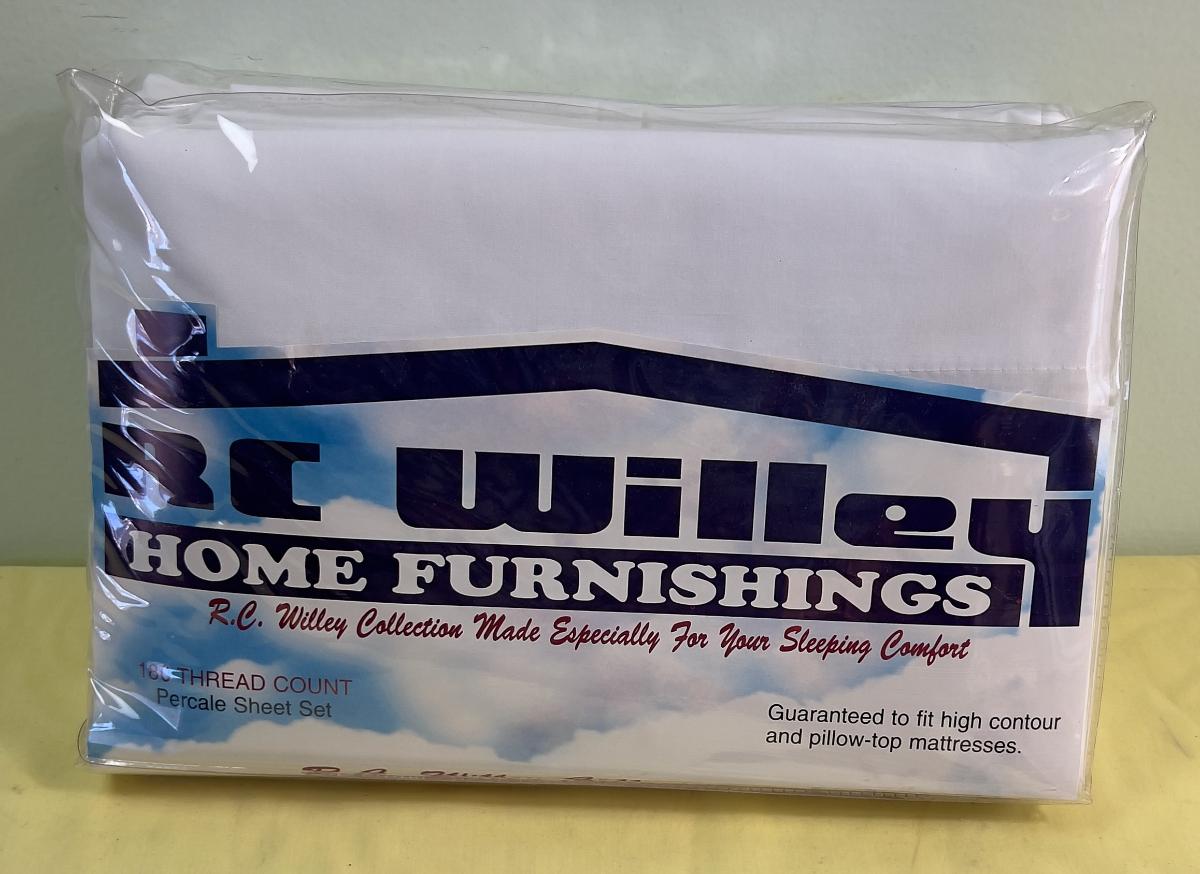 RC Willey
HOME FURNISHINGS
R.C. Willey Collection Made Especially For Your Sleeping Comfort
180 THREAD COUNT
Percale Sheet Set
Guaranteed to fit high contour
and pillow-top mattresses.